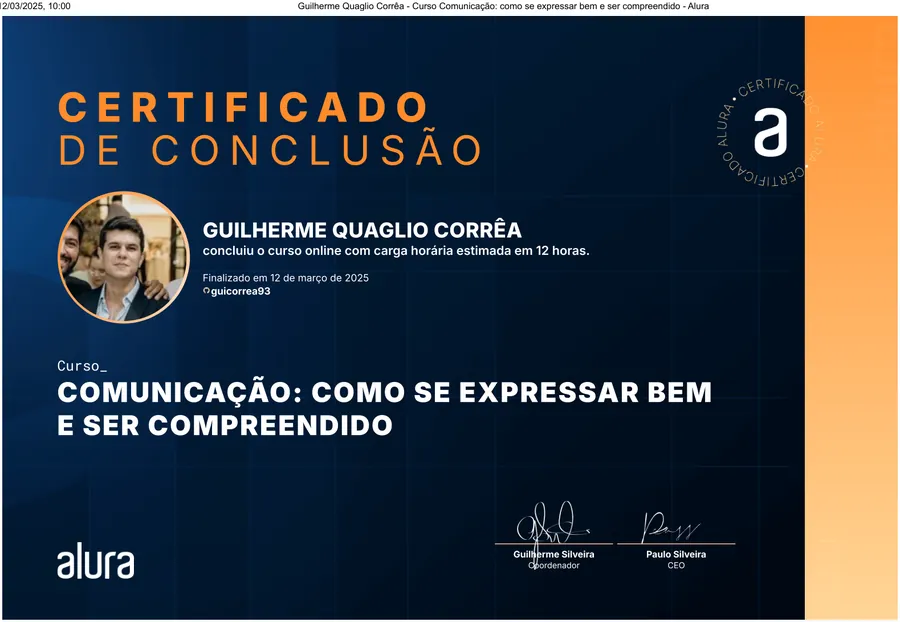 12/03/2025, 10:00
Guilherme Quaglio Corrêa - Curso Comunicação: como se expressar bem e ser compreendido - Alura
CERTIFICADO
DE CONCLUSÃO
CERTIFICADO ALURA • CERTIFICADO ALURA •
a
GUILHERME QUAGLIO CORRÊA
concluiu o curso online com carga horária estimada em 12 horas.
Finalizado em 12 de março de 2025
guicorrea93
Curso_
COMUNICAÇÃO: COMO SE EXPRESSAR BEM
E SER COMPREENDIDO
alura
Guilherme Silveira
Coordenador
Paulo Silveira
CEO